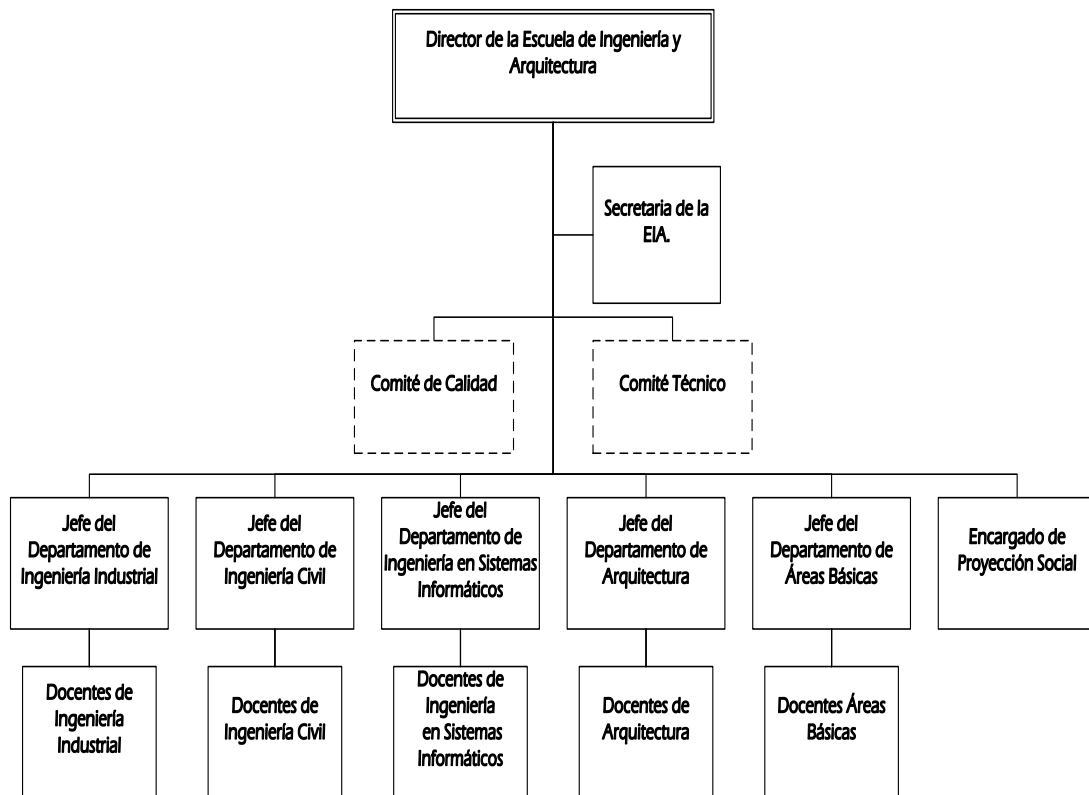 Director de la Escuela de Ingeniería y
Arquitectura
Secretaria de la
EIA.
Comité de Calidad
Comité Técnico
Jefe del
Departamento de
Ingeniería Industrial
Jefe del
Departamento de
Ingeniería Civil
Jefe del
Departamento de
Ingeniería en Sistemas
Informáticos
Jefe del
Departamento de
Arquitectura
Jefe del
Departamento de
Áreas Básicas
Encargado de
Proyección Social
Docentes de
Ingeniería
Industrial
Docentes de
Ingeniería Civil
Docentes de
Ingeniería
en Sistemas
Informáticos
Docentes de
Arquitectura
Docentes Áreas
Básicas